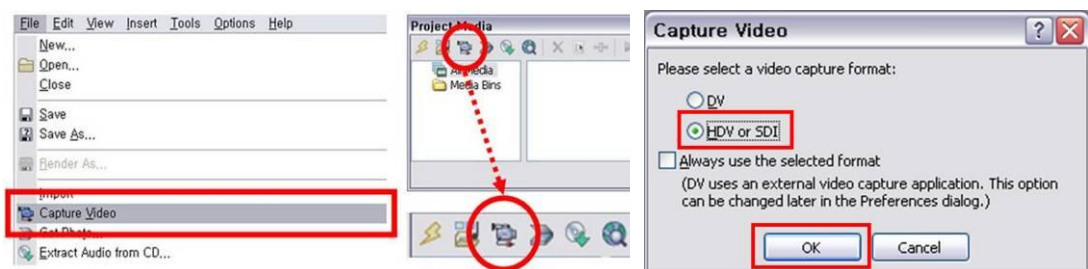 File Edit View Insert Tools Options Help
New...
Open...
Close
Save
Save As...
Render As...
Import
Capture Video
Get Photo...
Extract Audio from CD...
Project Media
All Media
Media Bins
Capture Video
Please select a video capture format:
DV
HDV or SDI
Always use the selected format
(DV uses an external video capture application. This option
can be changed later in the Preferences dialog.)
OK Cancel